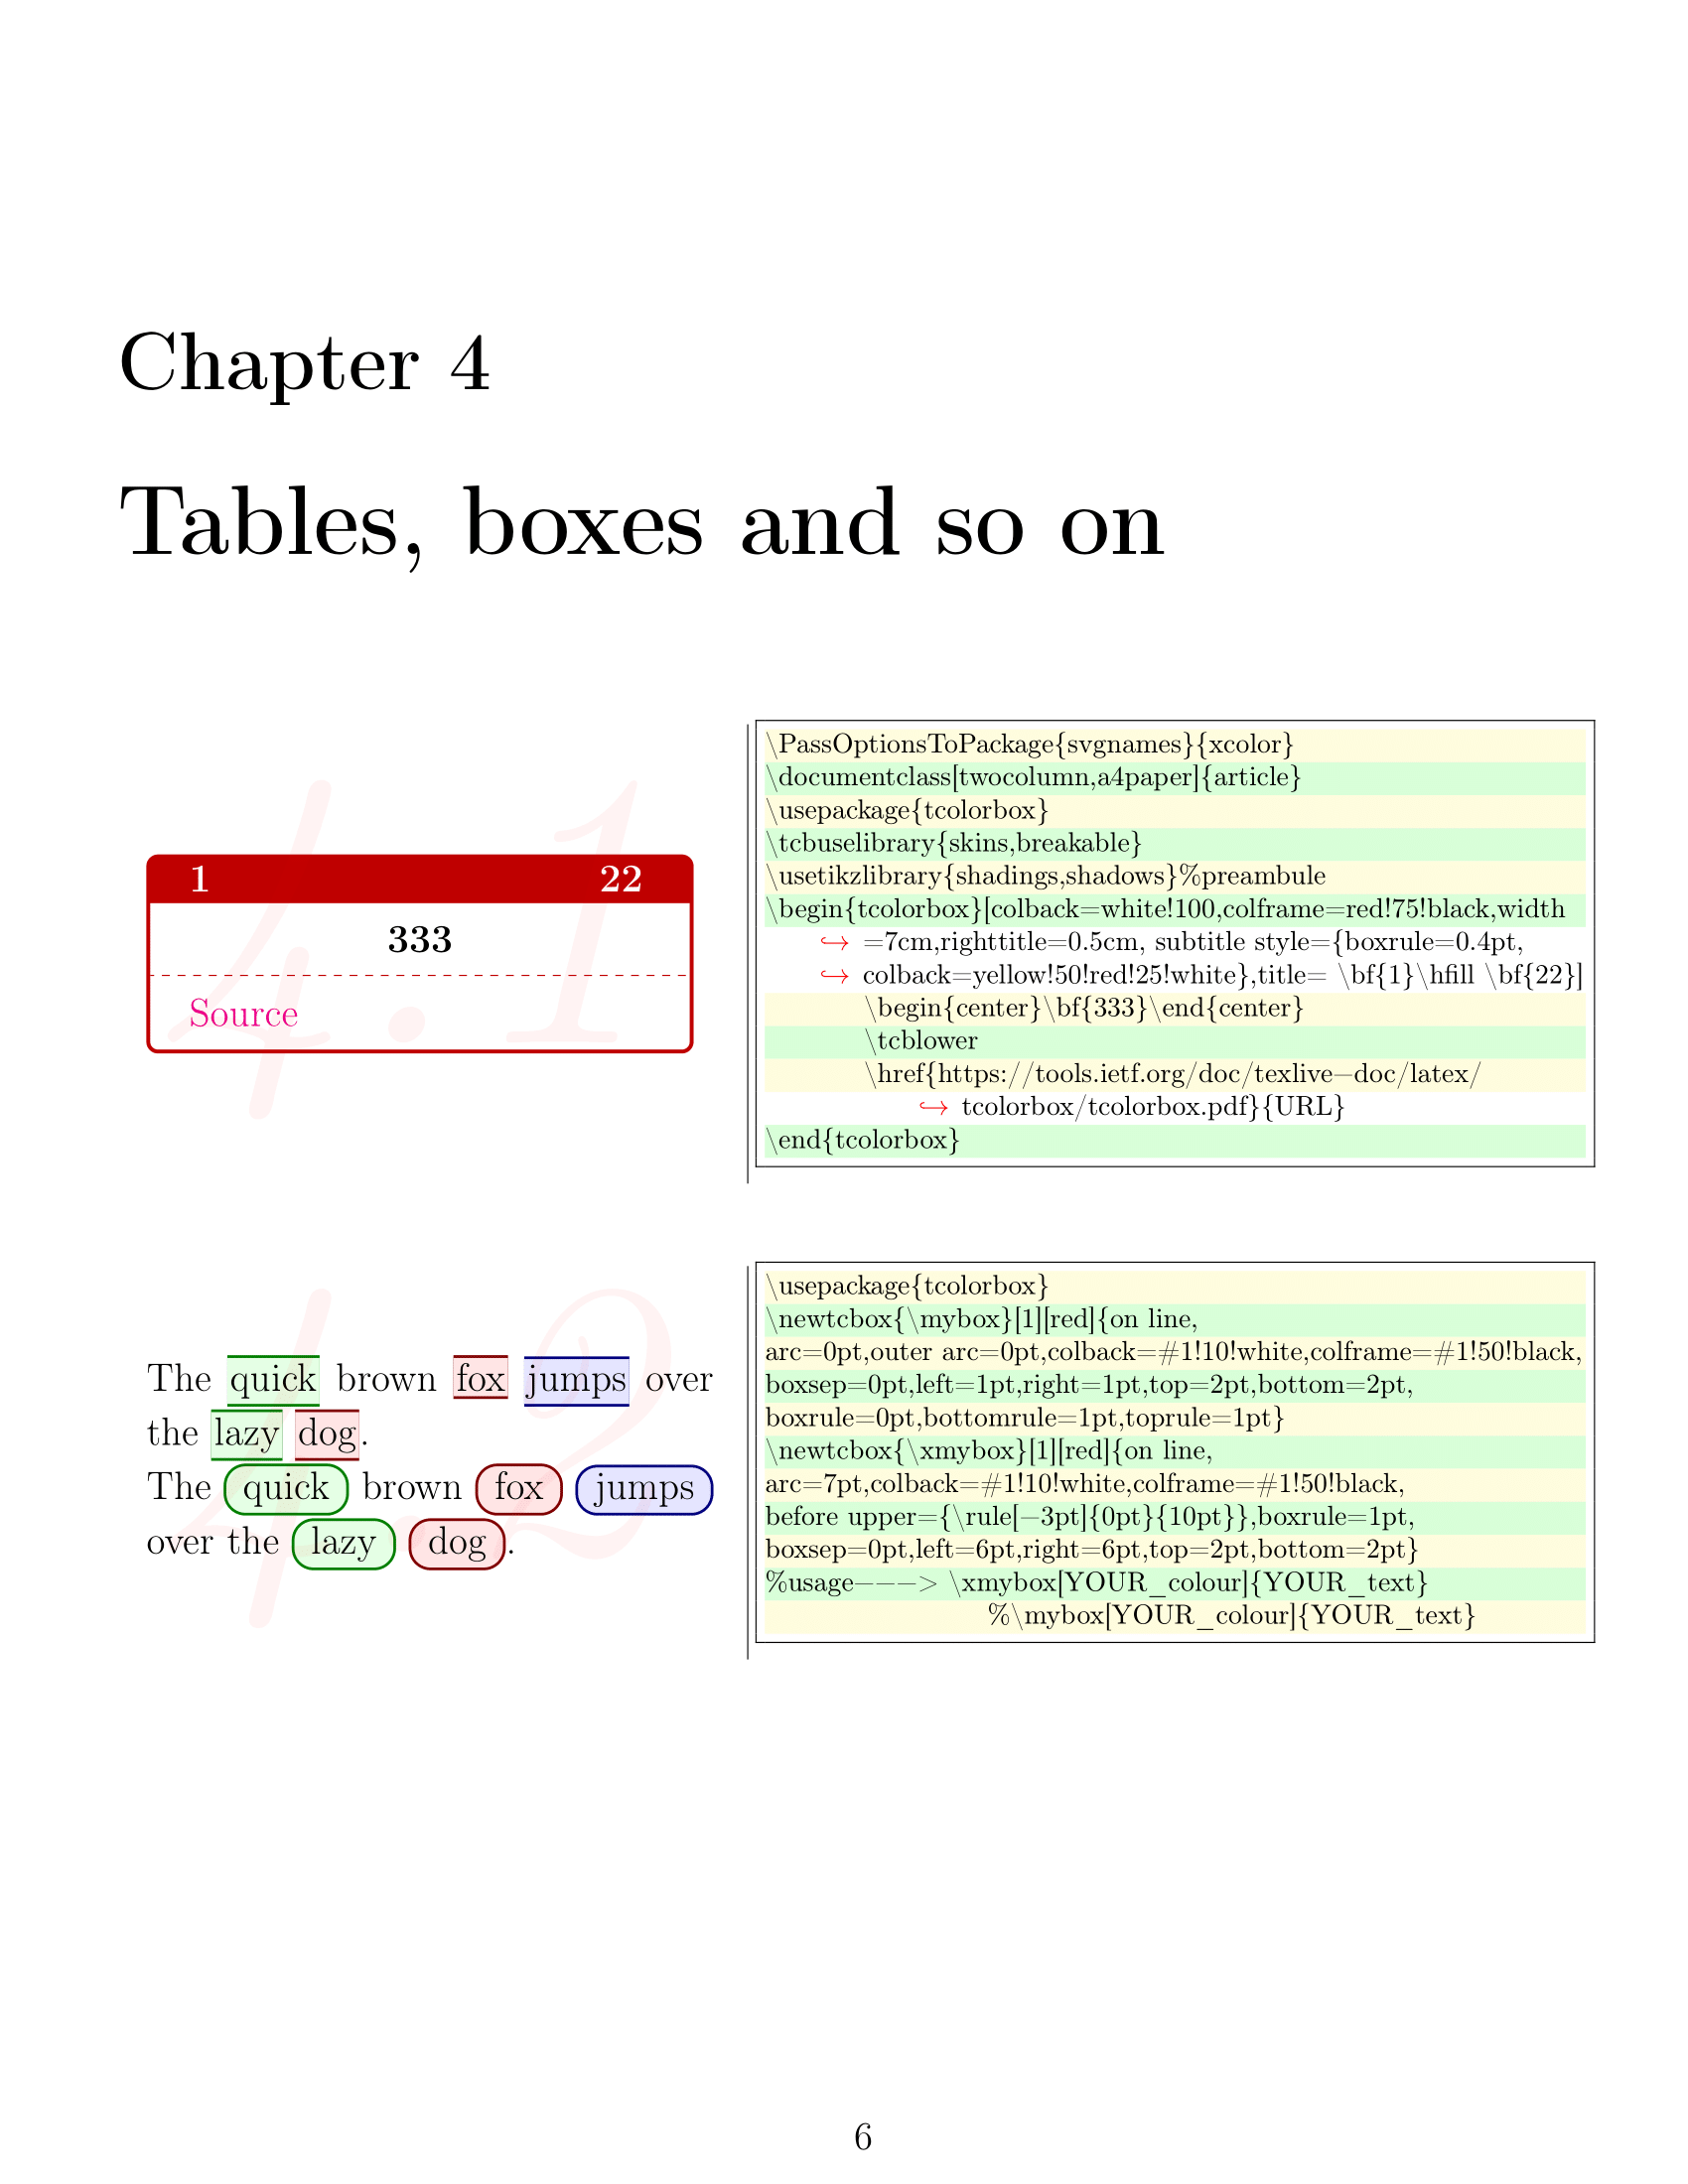 Chapter 4
Tables, boxes and so on
4.1
1 22
333
Source
\PassOptionsToPackage{svgnames}{xcolor}
\documentclass[twocolumn,a4paper]{article}
\usepackage{tcolorbox}
\tcbuselibrary{skins,breakable}
\usetikzlibrary{shadings,shadows}%preambule
\begin{tcolorbox}[colback=white!100,colframe=red!75!black,width
↪ =7cm,righttitle=0.5cm, subtitle style={boxrule=0.4pt,
↪ colback=yellow!50!red!25!white},title= \bf{1}\hfill \bf{22}]
\begin{center}\bf{333}\end{center}
\tcblower
\href{https://tools.ietf.org/doc/texlive−doc/latex/
↪ tcolorbox/tcolorbox.pdf}{URL}
\end{tcolorbox}
4.2
The quick brown fox jumps over
the lazy dog.
The quick brown fox jumps
over the lazy dog.
\usepackage{tcolorbox}
\newtcbox{\mybox}[1][red]{on line,
arc=0pt,outer arc=0pt,colback=#1!10!white,colframe=#1!50!black,
boxsep=0pt,left=1pt,right=1pt,top=2pt,bottom=2pt,
boxrule=0pt,bottomrule=1pt,toprule=1pt}
\newtcbox{\xmybox}[1][red]{on line,
arc=7pt,colback=#1!10!white,colframe=#1!50!black,
before upper={\rule[−3pt]{0pt}{10pt}},boxrule=1pt,
boxsep=0pt,left=6pt,right=6pt,top=2pt,bottom=2pt}
%usage−−−> \xmybox[YOUR_colour]{YOUR_text}
%\mybox[YOUR_colour]{YOUR_text}
6